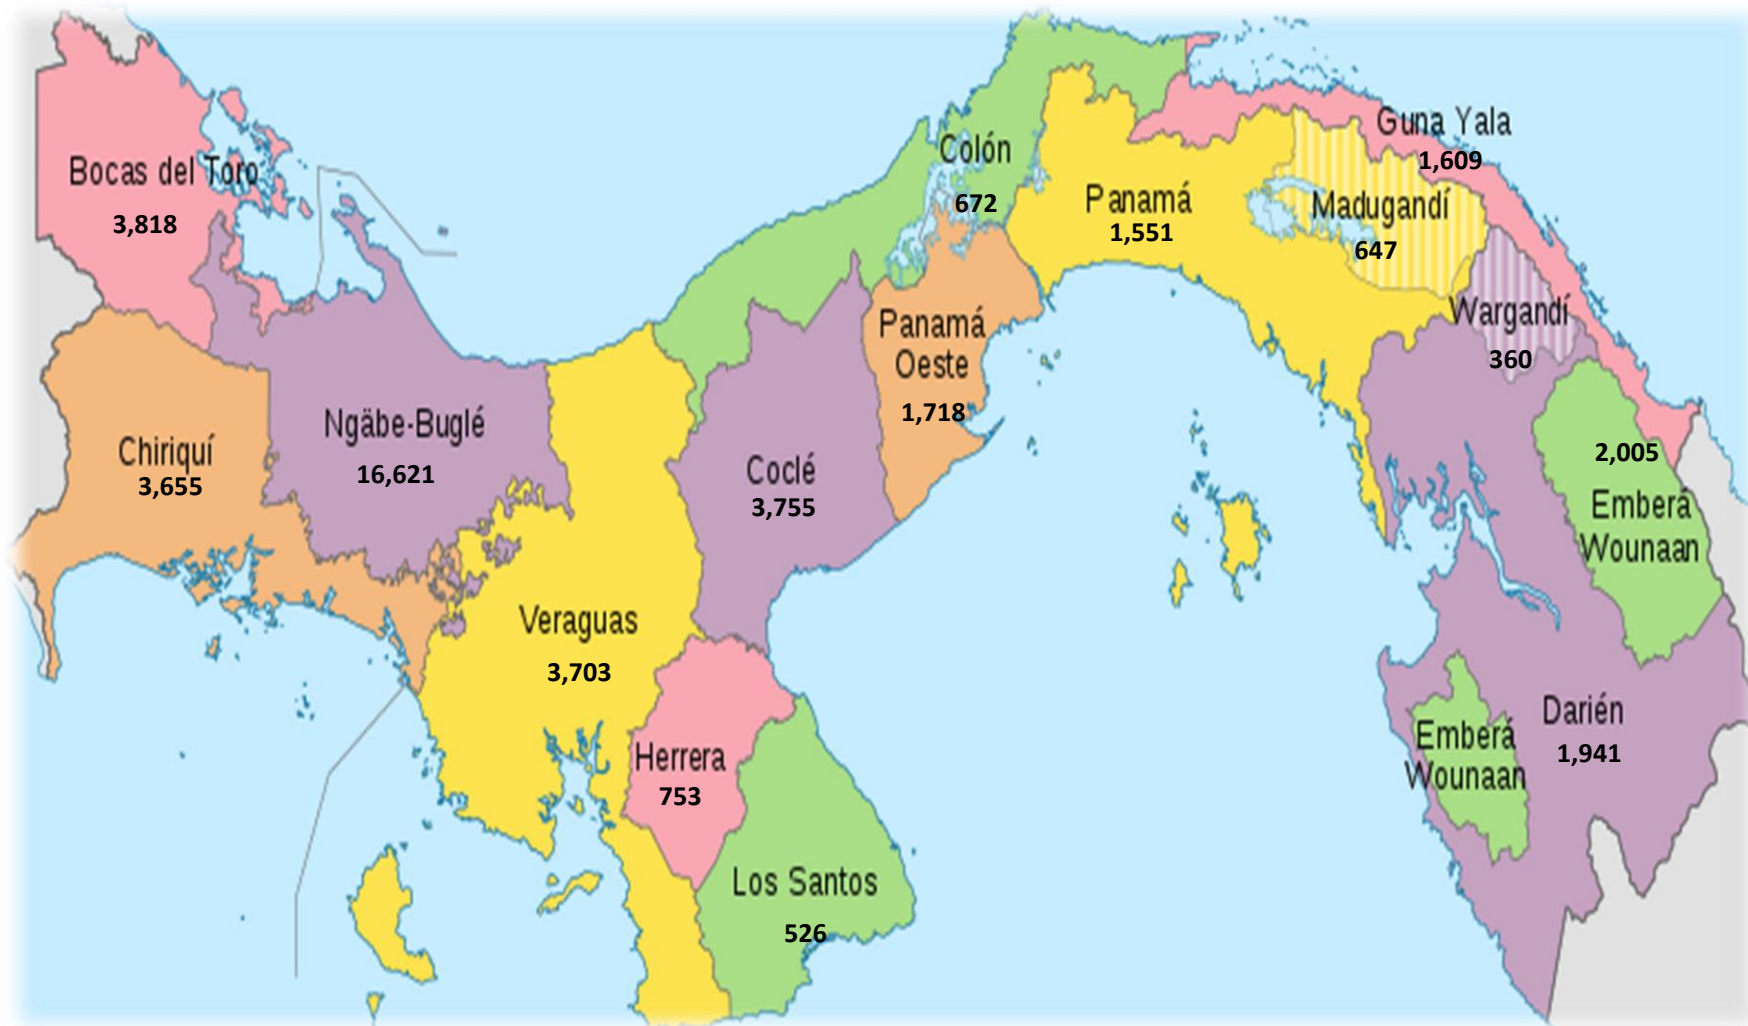 Bocas del Toro
3,818
Chiriquí
3,655
Ngäbe-Buglé
16,621
Veraguas
3,703
Herrera
753
Los Santos
526
Coclé
3,755
Colón
672
Panamá
Oeste
1,718
Panamá
1,551
Guna Yala
1,609
Madugandí
647
Wargandí
360
2,005
Emberá
Wounaan
Darién
1,941
Emberá
Wounaan